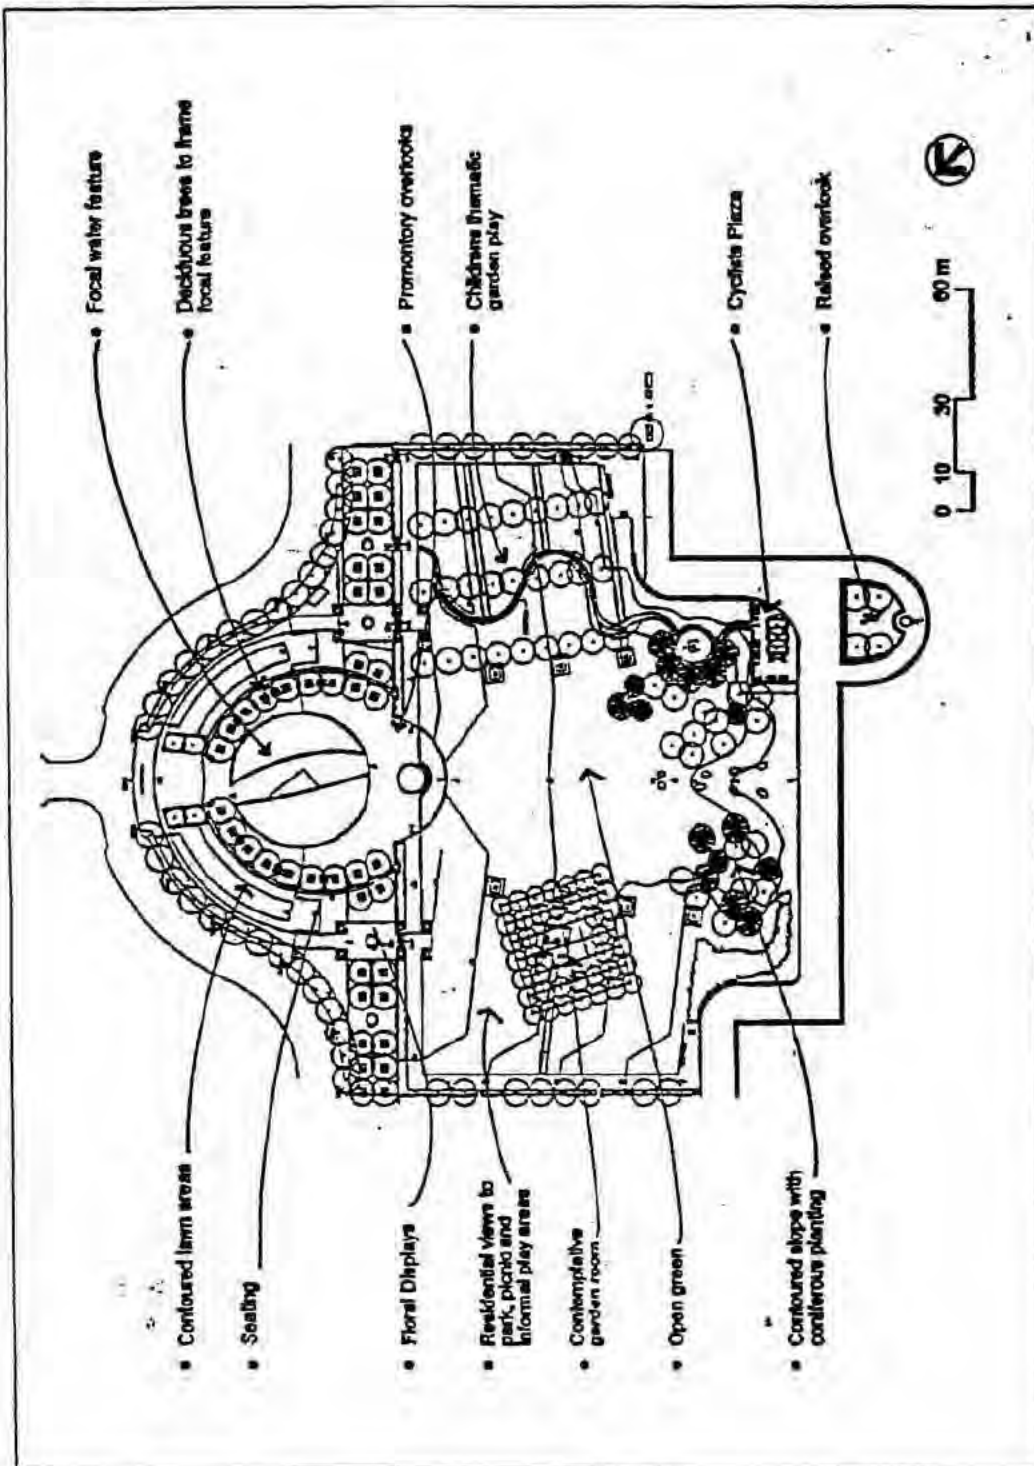 • Focal water feature
• Deciduous trees to frame
focal feature
• Promontory overlooks
• Childrens thematic
garden play
• Cyclists Plaza
• Raised overlook
0 10 30 60 m
• Contoured lawn areas
• Seating
• Floral Displays
• Residential views to
park, picnic and
informal play areas
• Contemplative
garden room
• Open green
• Contoured slope with
coniferous planting